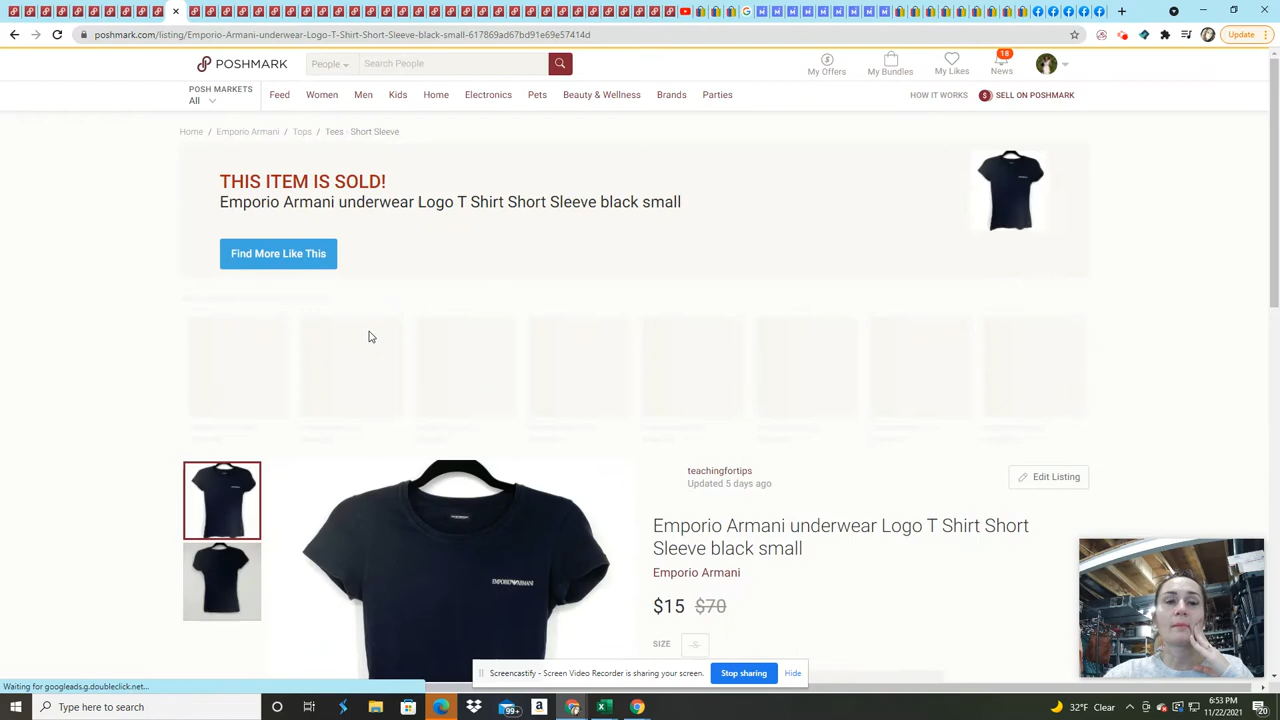 poshmark.com/listing/Emporio-Armani-underwear-Logo-T-Shirt-Short-Sleeve-black-small-617869ad67bd91e69e57414d
Update
POSHMARK
People
Search People
My Offers
My Bundles
My Likes
18
News
POSH MARKETS
All
Feed Women Men Kids Home Electronics Pets Beauty & Wellness Brands Parties
HOW IT WORKS
SELL ON POSHMARK
Home / Emporio Armani / Tops / Tees - Short Sleeve
THIS ITEM IS SOLD!
Emporio Armani underwear Logo T Shirt Short Sleeve black small
Find More Like This
teachingfortips
Updated 5 days ago
Edit Listing
Emporio Armani underwear Logo T Shirt Short
Sleeve black small
Emporio Armani
EMPORIO ARMANI
$15 $70
SIZE S
Screencastify - Screen Video Recorder is sharing your screen.
Stop sharing
Hide
Waiting for googleads.g.doubleclick.net...
Type here to search
99+
32°F Clear
6:53 PM
11/22/2021
20